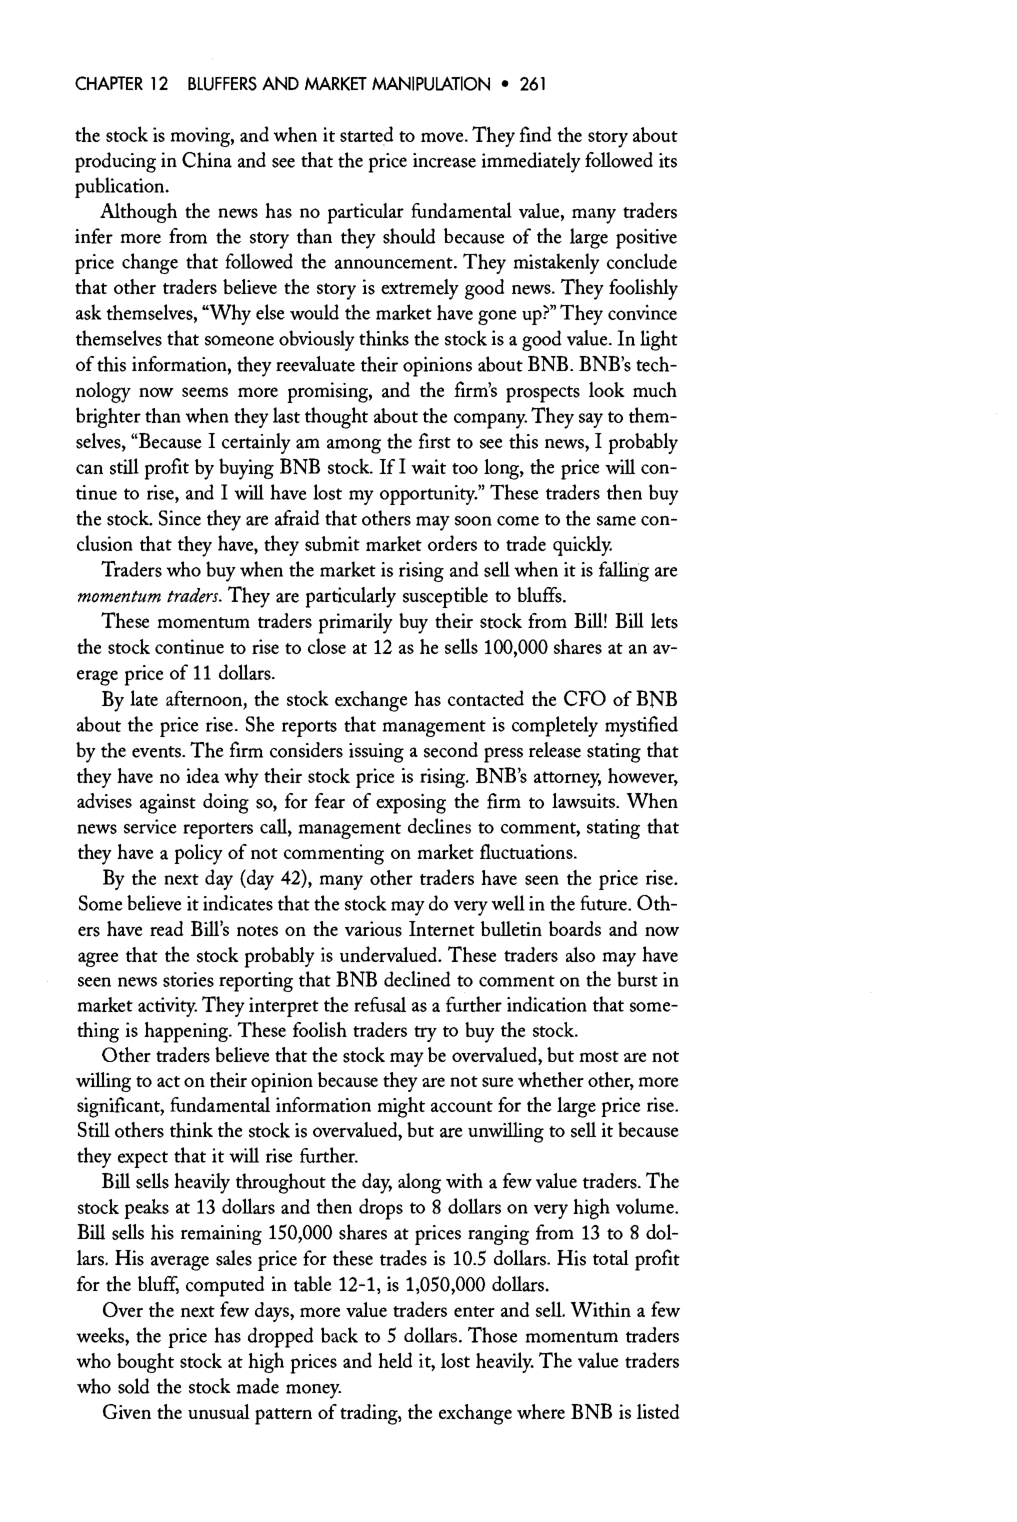 CHAPTER 12 BLUFFERS AND MARKET MANIPULATION • 261
the stock is moving, and when it started to move. They find the story about
producing in China and see that the price increase immediately followed its
publication.
Although the news has no particular fundamental value, many traders
infer more from the story than they should because of the large positive
price change that followed the announcement. They mistakenly conclude
that other traders believe the story is extremely good news. They foolishly
ask themselves, “Why else would the market have gone up?” They convince
themselves that someone obviously thinks the stock is a good value. In light
of this information, they reevaluate their opinions about BNB. BNB’s tech-
nology now seems more promising, and the firm’s prospects look much
brighter than when they last thought about the company. They say to them-
selves, “Because I certainly am among the first to see this news, I probably
can still profit by buying BNB stock. If I wait too long, the price will con-
tinue to rise, and I will have lost my opportunity.” These traders then buy
the stock. Since they are afraid that others may soon come to the same con-
clusion that they have, they submit market orders to trade quickly.
Traders who buy when the market is rising and sell when it is falling are
momentum traders. They are particularly susceptible to bluffs.
These momentum traders primarily buy their stock from Bill! Bill lets
the stock continue to rise to close at 12 as he sells 100,000 shares at an av-
erage price of 11 dollars.
By late afternoon, the stock exchange has contacted the CFO of BNB
about the price rise. She reports that management is completely mystified
by the events. The firm considers issuing a second press release stating that
they have no idea why their stock price is rising. BNB’s attorney, however,
advises against doing so, for fear of exposing the firm to lawsuits. When
news service reporters call, management declines to comment, stating that
they have a policy of not commenting on market fluctuations.
By the next day (day 42), many other traders have seen the price rise.
Some believe it indicates that the stock may do very well in the future. Oth-
ers have read Bill’s notes on the various Internet bulletin boards and now
agree that the stock probably is undervalued. These traders also may have
seen news stories reporting that BNB declined to comment on the burst in
market activity. They interpret the refusal as a further indication that some-
thing is happening. These foolish traders try to buy the stock.
Other traders believe that the stock may be overvalued, but most are not
willing to act on their opinion because they are not sure whether other, more
significant, fundamental information might account for the large price rise.
Still others think the stock is overvalued, but are unwilling to sell it because
they expect that it will rise further.
Bill sells heavily throughout the day, along with a few value traders. The
stock peaks at 13 dollars and then drops to 8 dollars on very high volume.
Bill sells his remaining 150,000 shares at prices ranging from 13 to 8 dol-
lars. His average sales price for these trades is 10.5 dollars. His total profit
for the bluff, computed in table 12-1, is 1,050,000 dollars.
Over the next few days, more value traders enter and sell. Within a few
weeks, the price has dropped back to 5 dollars. Those momentum traders
who bought stock at high prices and held it, lost heavily. The value traders
who sold the stock made money.
Given the unusual pattern of trading, the exchange where BNB is listed